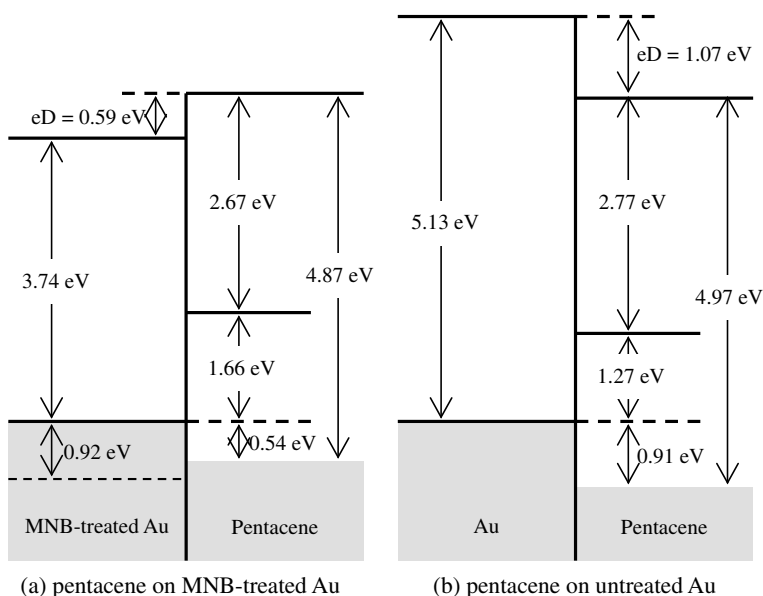 eD = 1.07 eV
eD = 0.59 eV
2.67 eV
2.77 eV
5.13 eV
3.74 eV
4.87 eV
4.97 eV
1.66 eV
1.27 eV
0.92 eV
0.54 eV
0.91 eV
MNB-treated Au
Pentacene
Au
Pentacene
(a) pentacene on MNB-treated Au
(b) pentacene on untreated Au